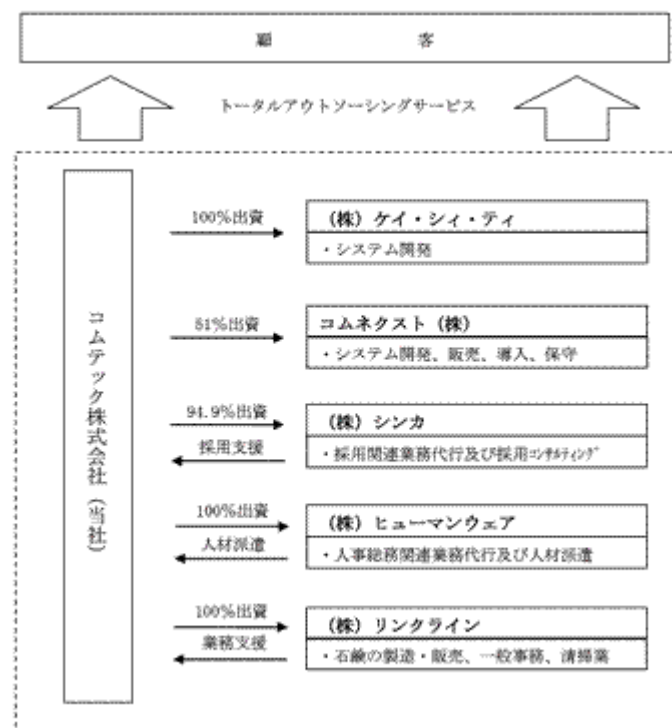 顧　客
トータルアウトソーシングサービス
コムテック株式会社（当社）
100％出資
（株）ケイ・シィ・ティ
・システム開発
51％出資
コムネクスト（株）
・システム開発、販売、導入、保守
94.9％出資
採用支援
（株）シンカ
・採用関連業務代行及び採用ｺﾝｻﾙﾃｨﾝｸﾞ
100％出資
人材派遣
（株）ヒューマンウェア
・人事総務関連業務代行及び人材派遣
100％出資
業務支援
（株）リンクライン
・石鹸の製造・販売、一般事務、清掃業